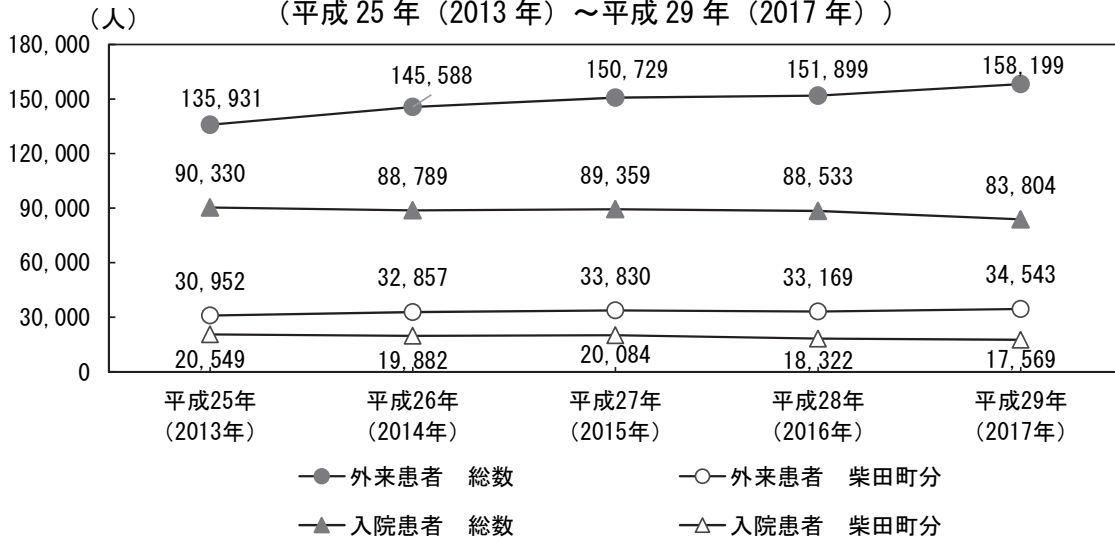 （平成 25 年（2013 年）～平成 29 年（2017 年））
（人）
180,000
150,000
120,000
90,000
60,000
30,000
0
135,931 145,588 150,729 151,899 158,199
90,330 88,789 89,359 88,533 83,804
30,952 32,857 33,830 33,169 34,543
20,549 19,882 20,084 18,322 17,569
平成25年 平成26年 平成27年 平成28年 平成29年
（2013年） （2014年） （2015年） （2016年） （2017年）
外来患者　総数 外来患者　柴田町分
入院患者　総数 入院患者　柴田町分